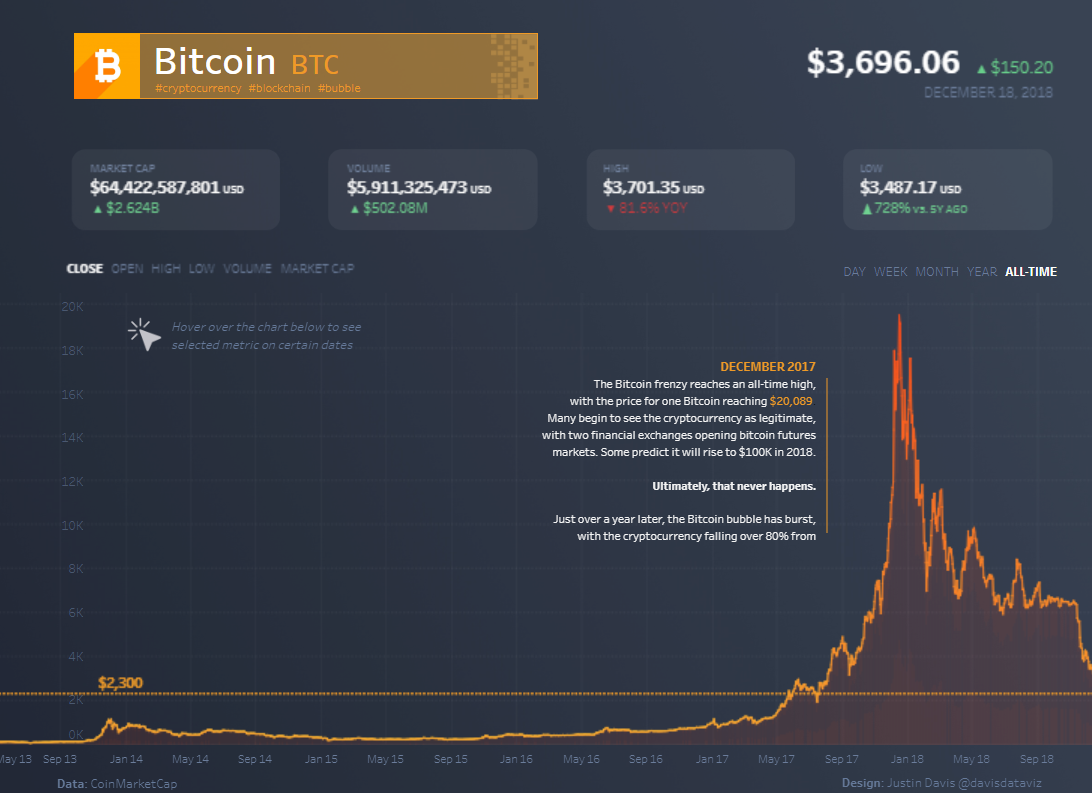 Bitcoin BTC
#cryptocurrency #blockchain #bubble
$3,696.06 ▲$150.20
DECEMBER 18, 2018
MARKET CAP
$64,422,587,801 USD
▲ $2.624B
VOLUME
$5,911,325,473 USD
▲ $502.08M
HIGH
$3,701.35 USD
▼ 81.6% YOY
LOW
$3,487.17 USD
▲ 728% VS. 5Y AGO
CLOSE OPEN HIGH LOW VOLUME MARKET CAP
DAY WEEK MONTH YEAR ALL-TIME
20K
18K
16K
14K
12K
10K
8K
6K
4K
2K
0K
Hover over the chart below to see
selected metric on certain dates
DECEMBER 2017
The Bitcoin frenzy reaches an all-time high,
with the price for one Bitcoin reaching $20,089
Many begin to see the cryptocurrency as legitimate,
with two financial exchanges opening bitcoin futures
markets. Some predict it will rise to $100K in 2018.
Ultimately, that never happens.
Just over a year later, the Bitcoin bubble has burst,
with the cryptocurrency falling over 80% from
$2,300
May 13 Sep 13 Jan 14 May 14 Sep 14 Jan 15 May 15 Sep 15 Jan 16 May 16 Sep 16 Jan 17 May 17 Sep 17 Jan 18 May 18 Sep 18
Data: CoinMarketCap
Design: Justin Davis @davisdataviz